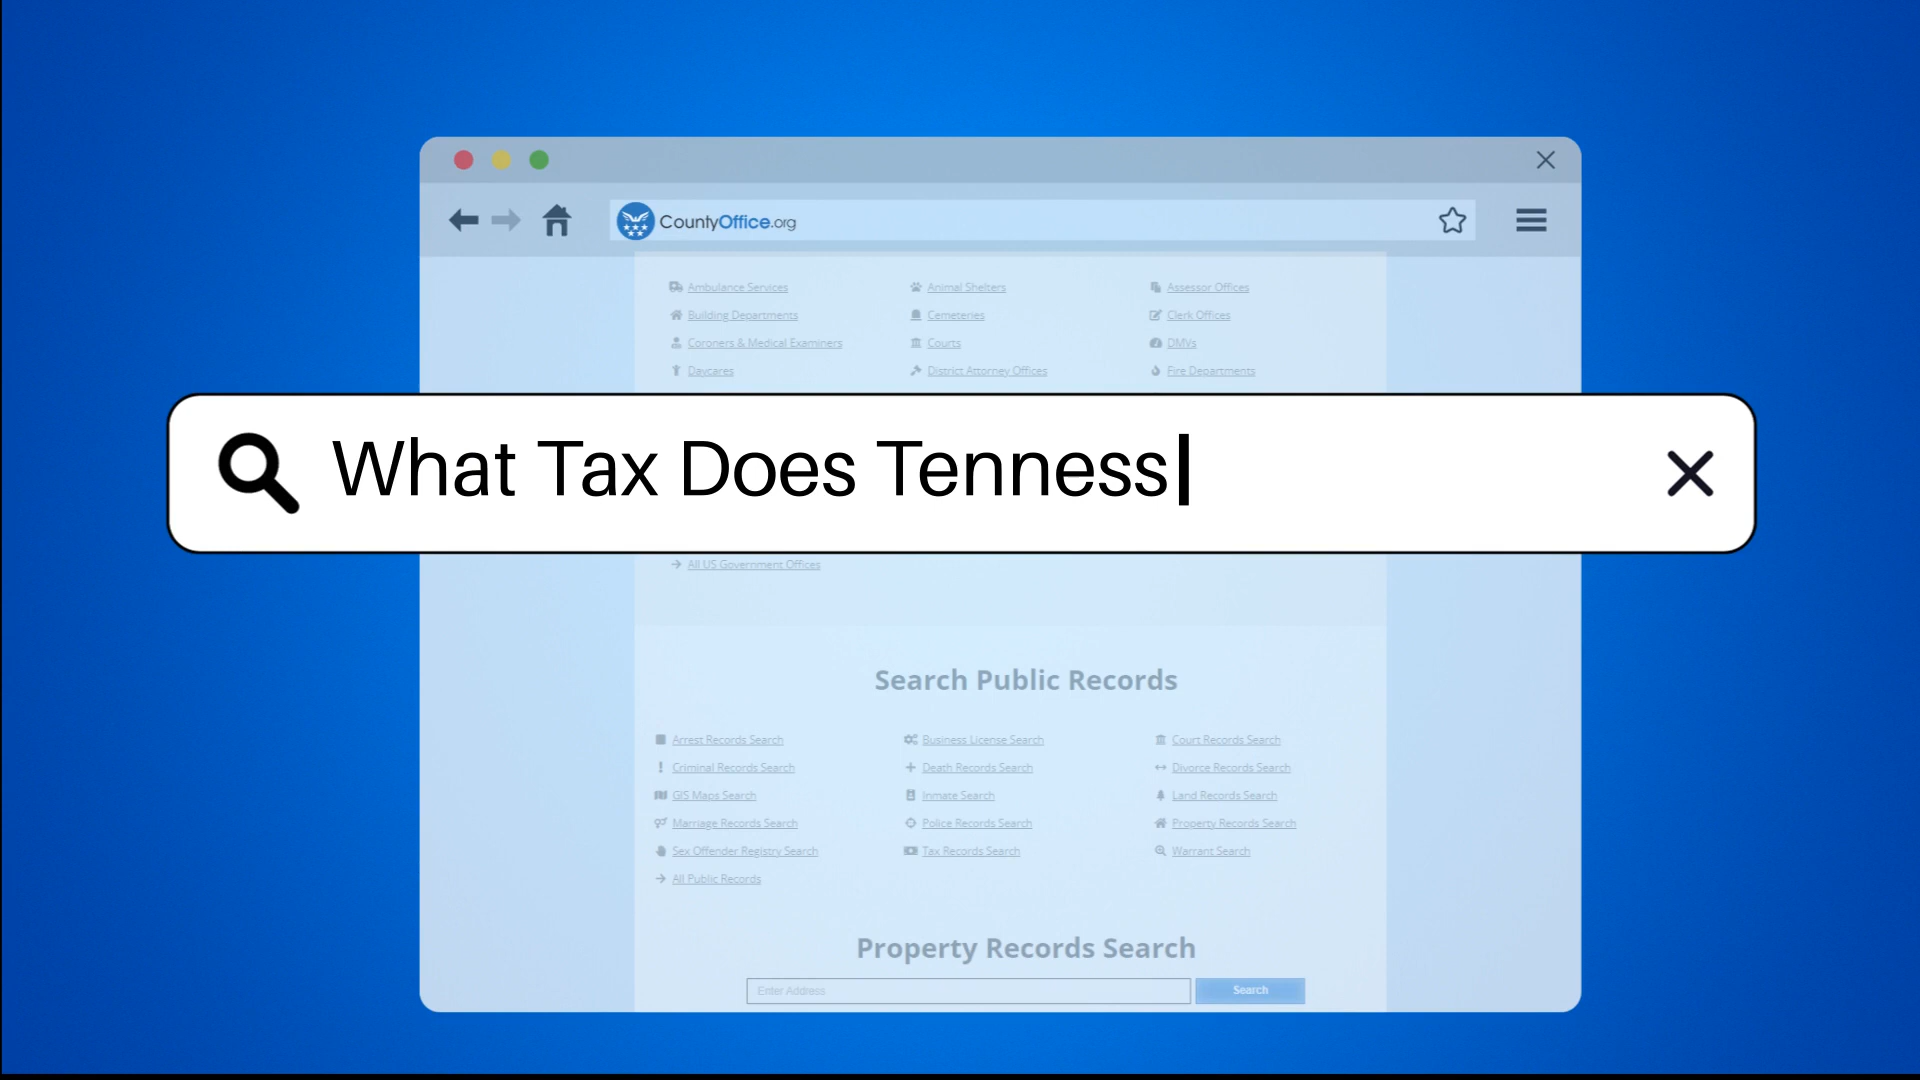 CountyOffice.org
Ambulance Services Animal Shelters Assessor Offices
Building Departments Cemeteries Clerk Offices
Coroners & Medical Examiners Courts DMVs
Daycares District Attorney Offices Fire Departments
What Tax Does Tenness
All US Government Offices
Search Public Records
Arrest Records Search Business License Search Court Records Search
Criminal Records Search Death Records Search Divorce Records Search
GIS Maps Search Inmate Search Land Records Search
Marriage Records Search Police Records Search Property Records Search
Sex Offender Registry Search Tax Records Search Warrant Search
All Public Records
Property Records Search
Enter Address Search